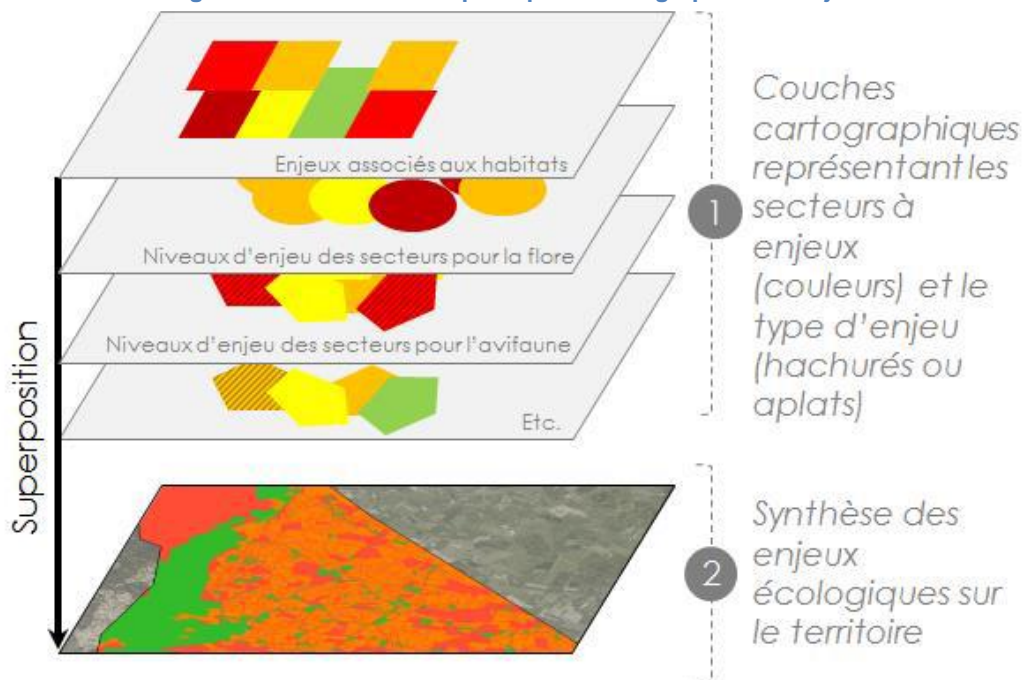 Enjeux associés aux habitats
Niveaux d'enjeu des secteurs pour la flore
Niveaux d'enjeu des secteurs pour l'avifaune
Etc.
Superposition
1
Couches
cartographiques
représentant les
secteurs à
enjeux
(couleurs) et le
type d'enjeu
(hachurés ou
aplats)
2
Synthèse des
enjeux
écologiques sur
le territoire